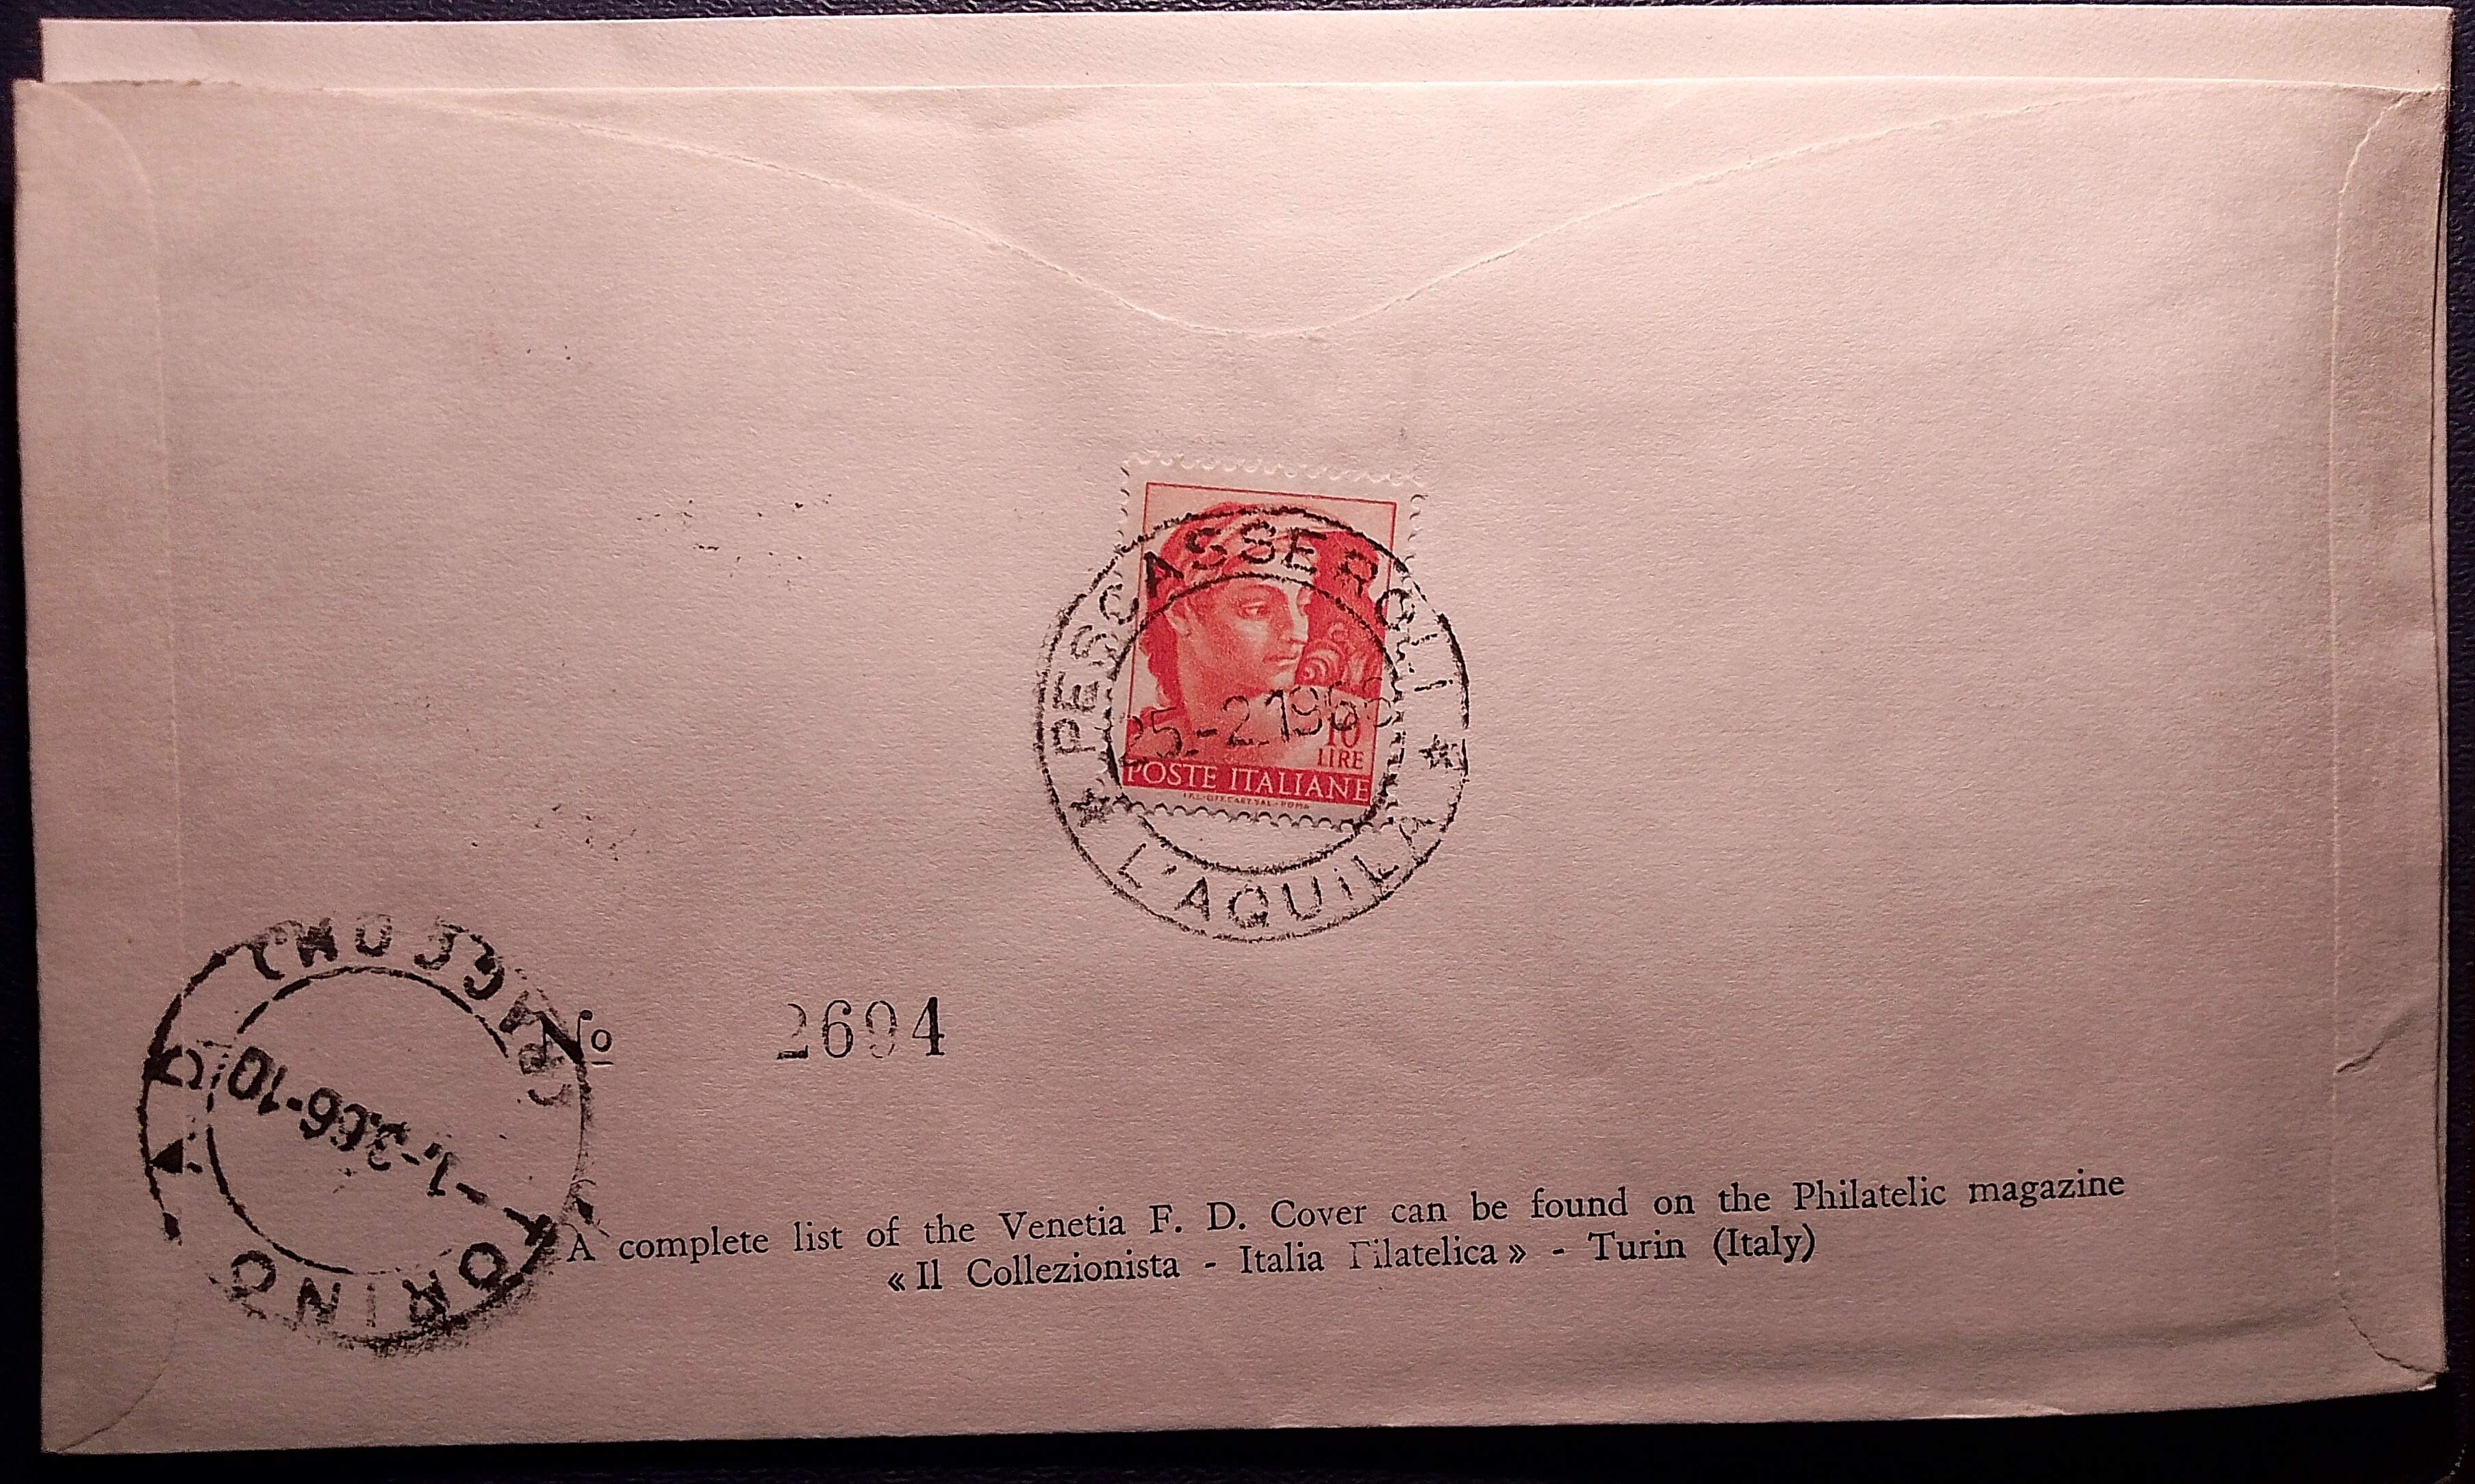 PESCASSEROLI
25.-2.1966
10
LIRE
POSTE ITALIANE
L'AQUILA
No 2694
-1.-3.66-10
TORINO
A complete list of the Venetia F. D. Cover can be found on the Philatelic magazine
« Il Collezionista - Italia Filatelica » - Turin (Italy)